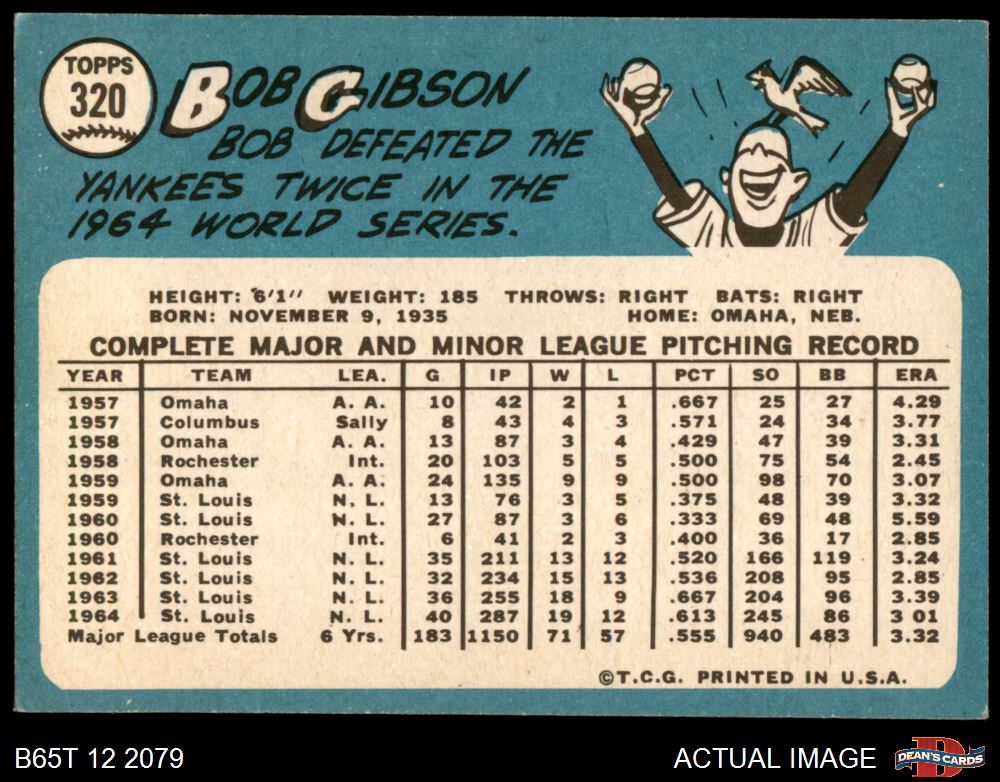 TOPPS
320
BOB GIBSON
BOB DEFEATED THE
YANKEES TWICE IN THE
1964 WORLD SERIES.
HEIGHT: 6'1" WEIGHT: 185 THROWS: RIGHT BATS: RIGHT
BORN: NOVEMBER 9, 1935 HOME: OMAHA, NEB.
COMPLETE MAJOR AND MINOR LEAGUE PITCHING RECORD
YEAR TEAM LEA. G IP W L PCT SO BB ERA
1957 Omaha A. A. 10 42 2 1 .667 25 27 4.29
1957 Columbus Sally 8 43 4 3 .571 24 34 3.77
1958 Omaha A. A. 13 87 3 4 .429 47 39 3.31
1958 Rochester Int. 20 103 5 5 .500 75 54 2.45
1959 Omaha A. A. 24 135 9 9 .500 98 70 3.07
1959 St. Louis N. L. 13 76 3 5 .375 48 39 3.32
1960 St. Louis N. L. 27 87 3 6 .333 69 48 5.59
1960 Rochester Int. 6 41 2 3 .400 36 17 2.85
1961 St. Louis N. L. 35 211 13 12 .520 166 119 3.24
1962 St. Louis N. L. 32 234 15 13 .536 208 95 2.85
1963 St. Louis N. L. 36 255 18 9 .667 204 96 3.39
1964 St. Louis N. L. 40 287 19 12 .613 245 86 3 01
Major League Totals 6 Yrs. 183 1150 71 57 .555 940 483 3.32
©T.C.G. PRINTED IN U.S.A.
B65T 12 2079 ACTUAL IMAGE D DEAN'S CARDS